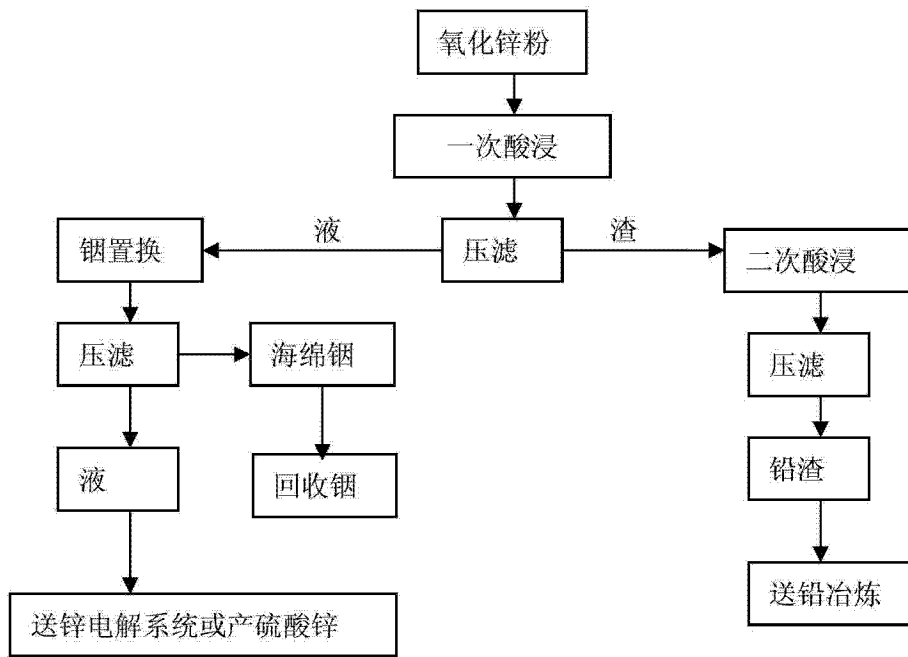 氧化锌粉
一次酸浸
液
渣
铟置换
压滤
二次酸浸
压滤
海绵铟
压滤
液
回收铟
铅渣
送锌电解系统或产硫酸锌
送铅冶炼